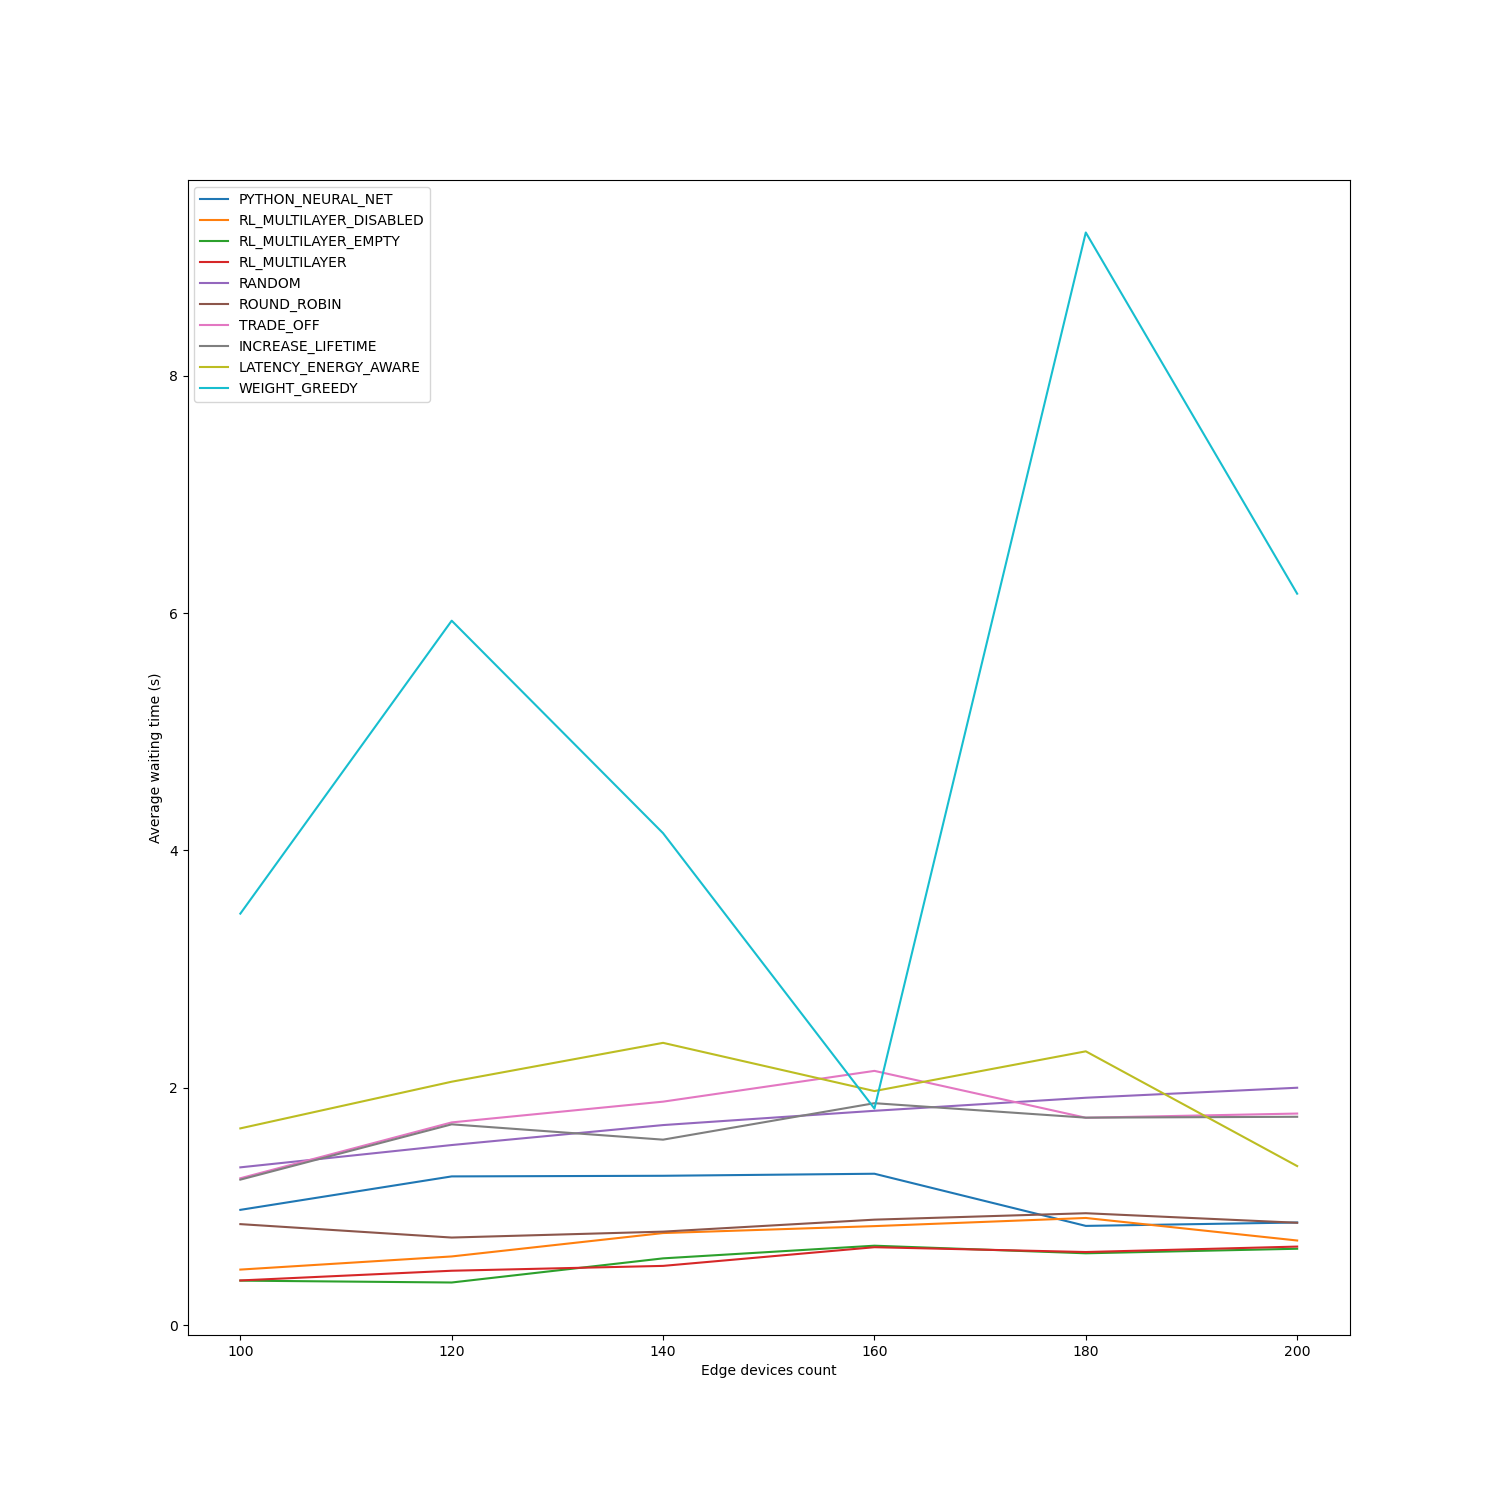 PYTHON_NEURAL_NET
RL_MULTILAYER_DISABLED
RL_MULTILAYER_EMPTY
RL_MULTILAYER
RANDOM
ROUND_ROBIN
TRADE_OFF
INCREASE_LIFETIME
LATENCY_ENERGY_AWARE
WEIGHT_GREEDY
8
6
4
2
0
Average waiting time (s)
100 120 140 160 180 200
Edge devices count